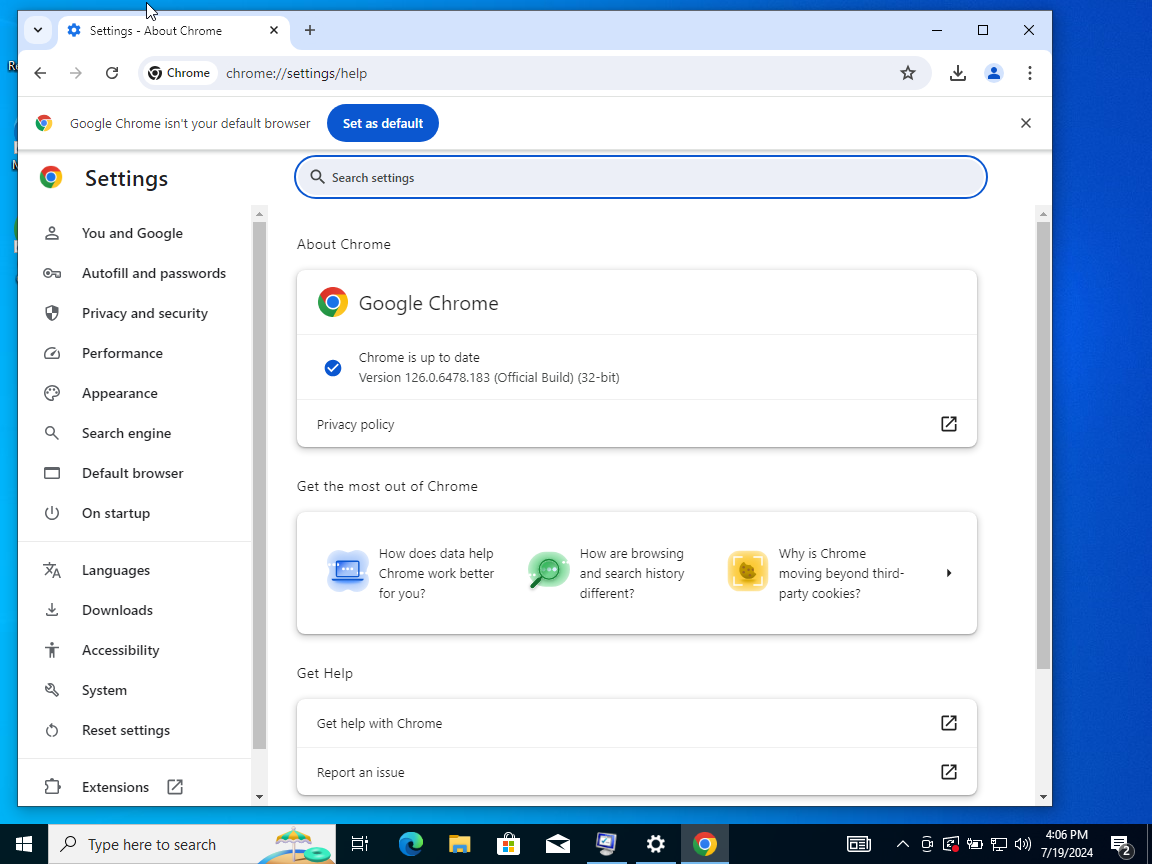 Settings - About Chrome
Chrome
chrome://settings/help
Google Chrome isn't your default browser
Set as default
Settings
Search settings
You and Google
Autofill and passwords
Privacy and security
Performance
Appearance
Search engine
Default browser
On startup
Languages
Downloads
Accessibility
System
Reset settings
Extensions
About Chrome
Google Chrome
Chrome is up to date
Version 126.0.6478.183 (Official Build) (32-bit)
Privacy policy
Get the most out of Chrome
How does data help
Chrome work better
for you?
How are browsing
and search history
different?
Why is Chrome
moving beyond third-
party cookies?
Get Help
Get help with Chrome
Report an issue
Type here to search
4:06 PM
7/19/2024
2